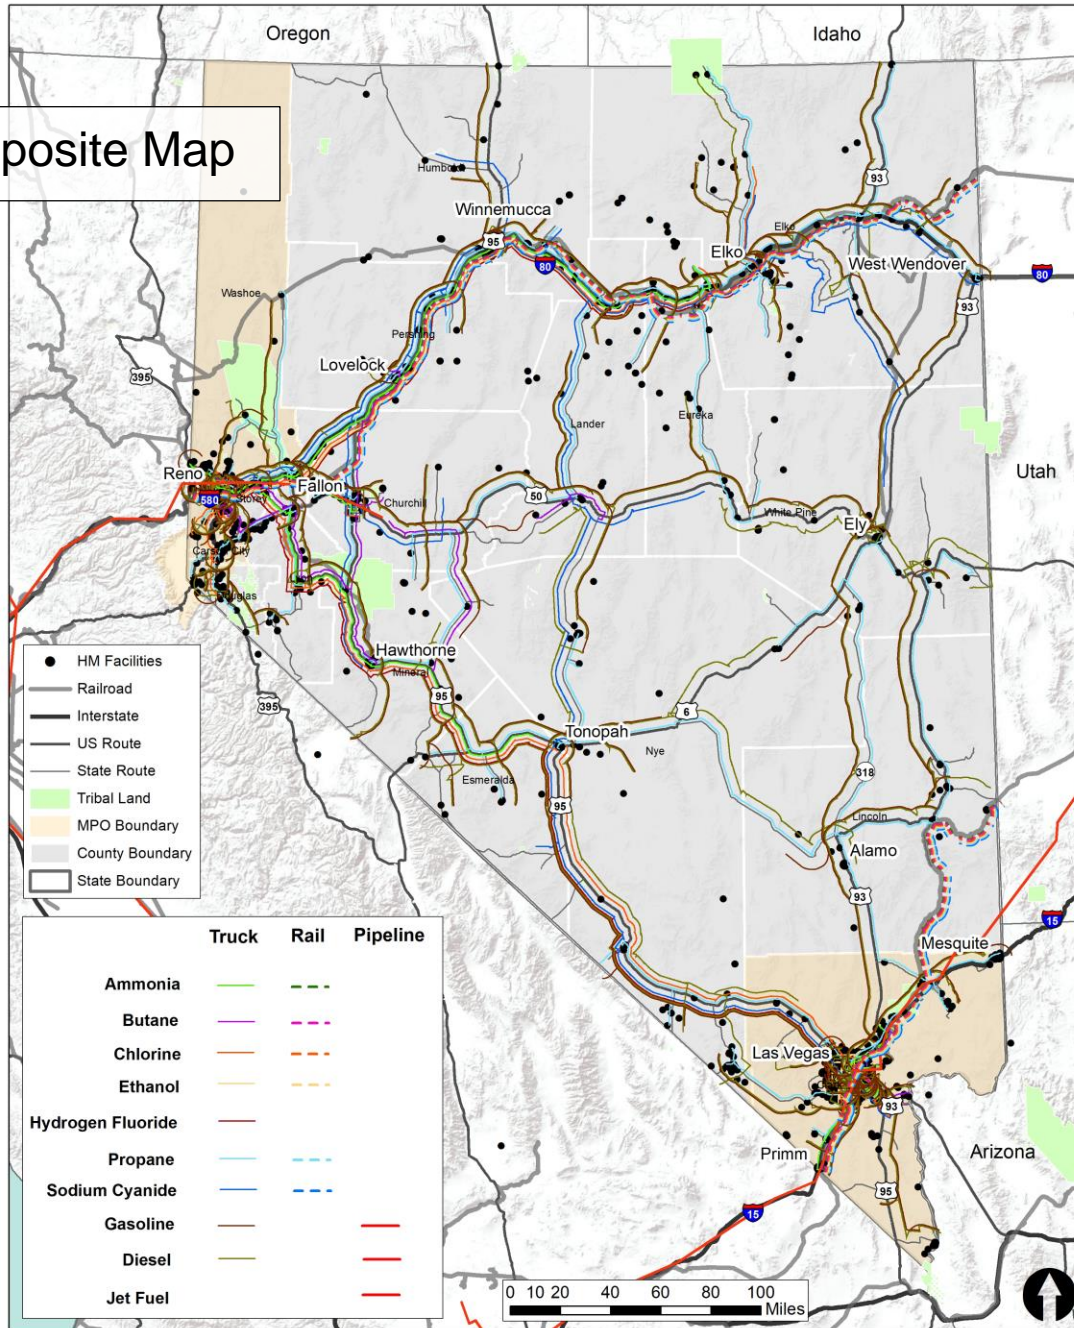 Oregon
Idaho
posite Map
93
Humboldt
Winnemucca
95
80
Elko
Elko
West Wendover
80
93
Washoe
Pershing
Lovelock
395
Lander
Eureka
Utah
Reno
580
Storey
Fallon
Churchill
50
White Pine
Ely
Carson City
Lyon
Douglas
Hawthorne
Mineral
95
395
Tonopah
6
Nye
Esmeralda
95
318
Lincoln
Alamo
93
15
Mesquite
Las Vegas
93
Primm
Arizona
95
15
HM Facilities
Railroad
Interstate
US Route
State Route
Tribal Land
MPO Boundary
County Boundary
State Boundary
Truck Rail Pipeline
Ammonia
Butane
Chlorine
Ethanol
Hydrogen Fluoride
Propane
Sodium Cyanide
Gasoline
Diesel
Jet Fuel
0 10 20 40 60 80 100
Miles